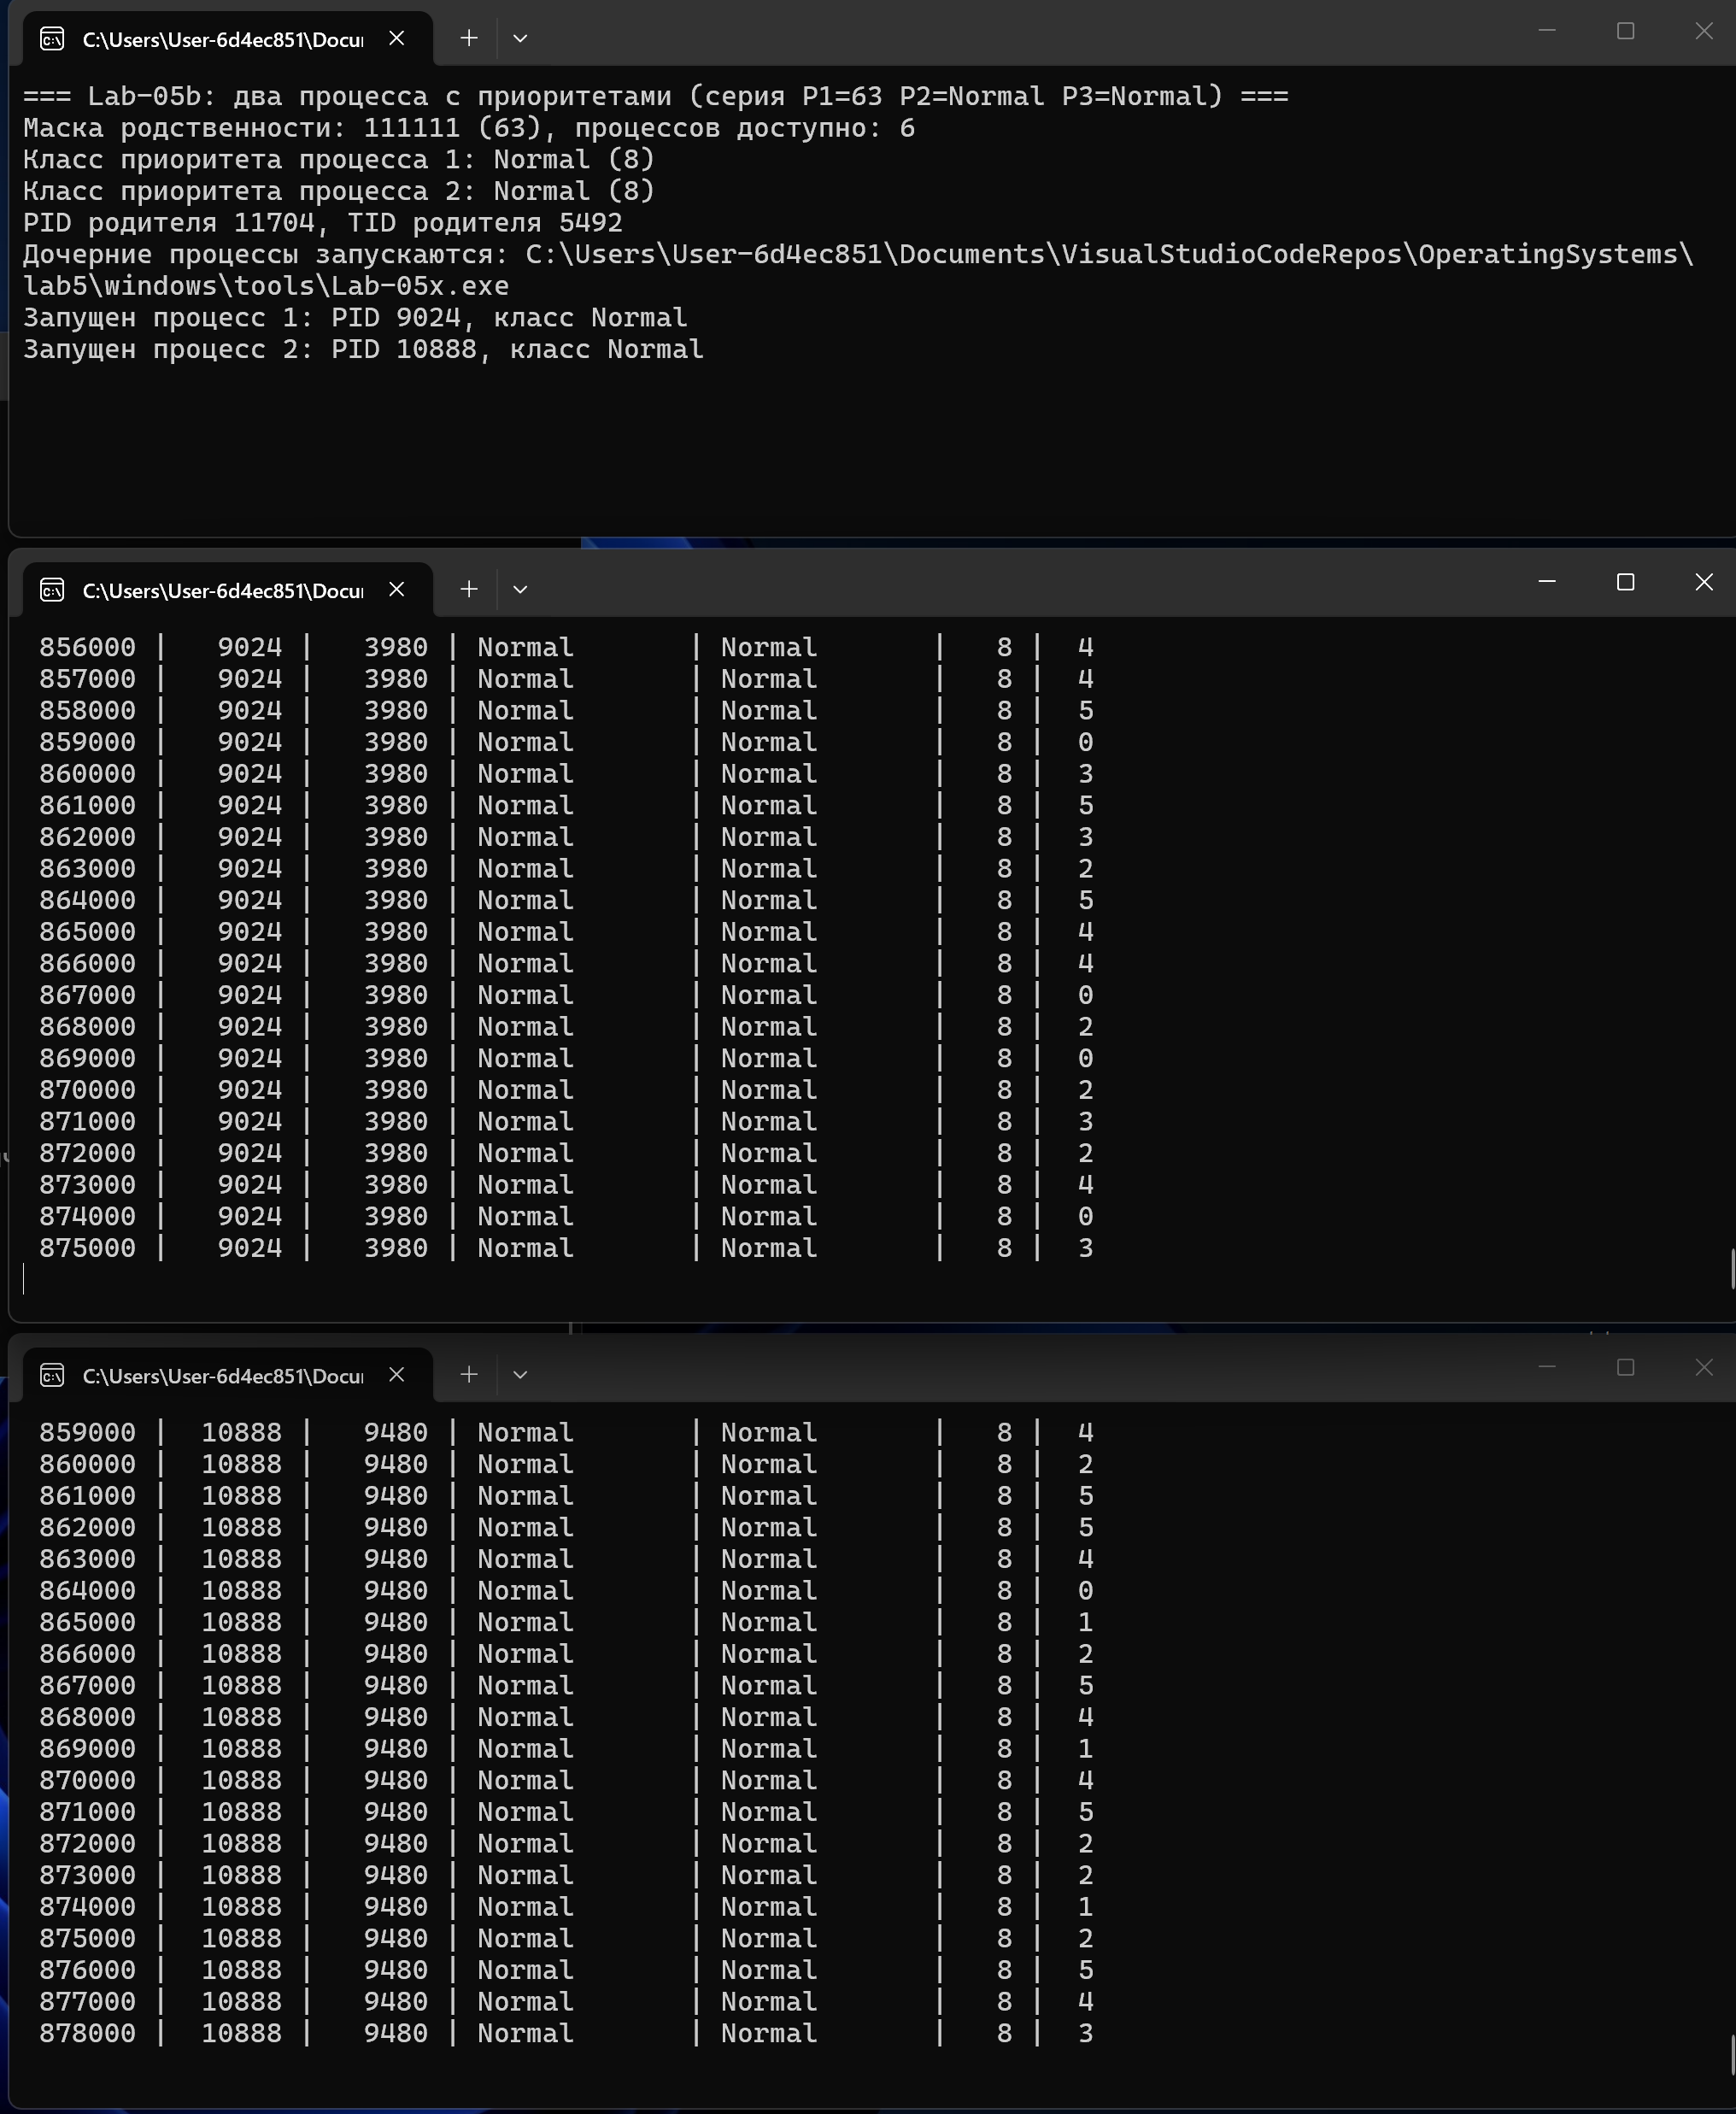 C:\Users\User-6d4ec851\Docui
=== Lab-05b: два процесса с приоритетами (серия P1=63 P2=Normal P3=Normal) ===
Маска родственности: 111111 (63), процессов доступно: 6
Класс приоритета процесса 1: Normal (8)
Класс приоритета процесса 2: Normal (8)
PID родителя 11704, TID родителя 5492
Дочерние процессы запускаются: C:\Users\User-6d4ec851\Documents\VisualStudioCodeRepos\OperatingSystems\
lab5\windows\tools\Lab-05x.exe
Запущен процесс 1: PID 9024, класс Normal
Запущен процесс 2: PID 10888, класс Normal
C:\Users\User-6d4ec851\Docui
856000 | 9024 | 3980 | Normal | Normal | 8 | 4
857000 | 9024 | 3980 | Normal | Normal | 8 | 4
858000 | 9024 | 3980 | Normal | Normal | 8 | 5
859000 | 9024 | 3980 | Normal | Normal | 8 | 0
860000 | 9024 | 3980 | Normal | Normal | 8 | 3
861000 | 9024 | 3980 | Normal | Normal | 8 | 5
862000 | 9024 | 3980 | Normal | Normal | 8 | 3
863000 | 9024 | 3980 | Normal | Normal | 8 | 2
864000 | 9024 | 3980 | Normal | Normal | 8 | 5
865000 | 9024 | 3980 | Normal | Normal | 8 | 4
866000 | 9024 | 3980 | Normal | Normal | 8 | 4
867000 | 9024 | 3980 | Normal | Normal | 8 | 0
868000 | 9024 | 3980 | Normal | Normal | 8 | 2
869000 | 9024 | 3980 | Normal | Normal | 8 | 0
870000 | 9024 | 3980 | Normal | Normal | 8 | 2
871000 | 9024 | 3980 | Normal | Normal | 8 | 3
872000 | 9024 | 3980 | Normal | Normal | 8 | 2
873000 | 9024 | 3980 | Normal | Normal | 8 | 4
874000 | 9024 | 3980 | Normal | Normal | 8 | 0
875000 | 9024 | 3980 | Normal | Normal | 8 | 3
C:\Users\User-6d4ec851\Docui
859000 | 10888 | 9480 | Normal | Normal | 8 | 4
860000 | 10888 | 9480 | Normal | Normal | 8 | 2
861000 | 10888 | 9480 | Normal | Normal | 8 | 5
862000 | 10888 | 9480 | Normal | Normal | 8 | 5
863000 | 10888 | 9480 | Normal | Normal | 8 | 4
864000 | 10888 | 9480 | Normal | Normal | 8 | 0
865000 | 10888 | 9480 | Normal | Normal | 8 | 1
866000 | 10888 | 9480 | Normal | Normal | 8 | 2
867000 | 10888 | 9480 | Normal | Normal | 8 | 5
868000 | 10888 | 9480 | Normal | Normal | 8 | 4
869000 | 10888 | 9480 | Normal | Normal | 8 | 1
870000 | 10888 | 9480 | Normal | Normal | 8 | 4
871000 | 10888 | 9480 | Normal | Normal | 8 | 5
872000 | 10888 | 9480 | Normal | Normal | 8 | 2
873000 | 10888 | 9480 | Normal | Normal | 8 | 2
874000 | 10888 | 9480 | Normal | Normal | 8 | 1
875000 | 10888 | 9480 | Normal | Normal | 8 | 2
876000 | 10888 | 9480 | Normal | Normal | 8 | 5
877000 | 10888 | 9480 | Normal | Normal | 8 | 4
878000 | 10888 | 9480 | Normal | Normal | 8 | 3